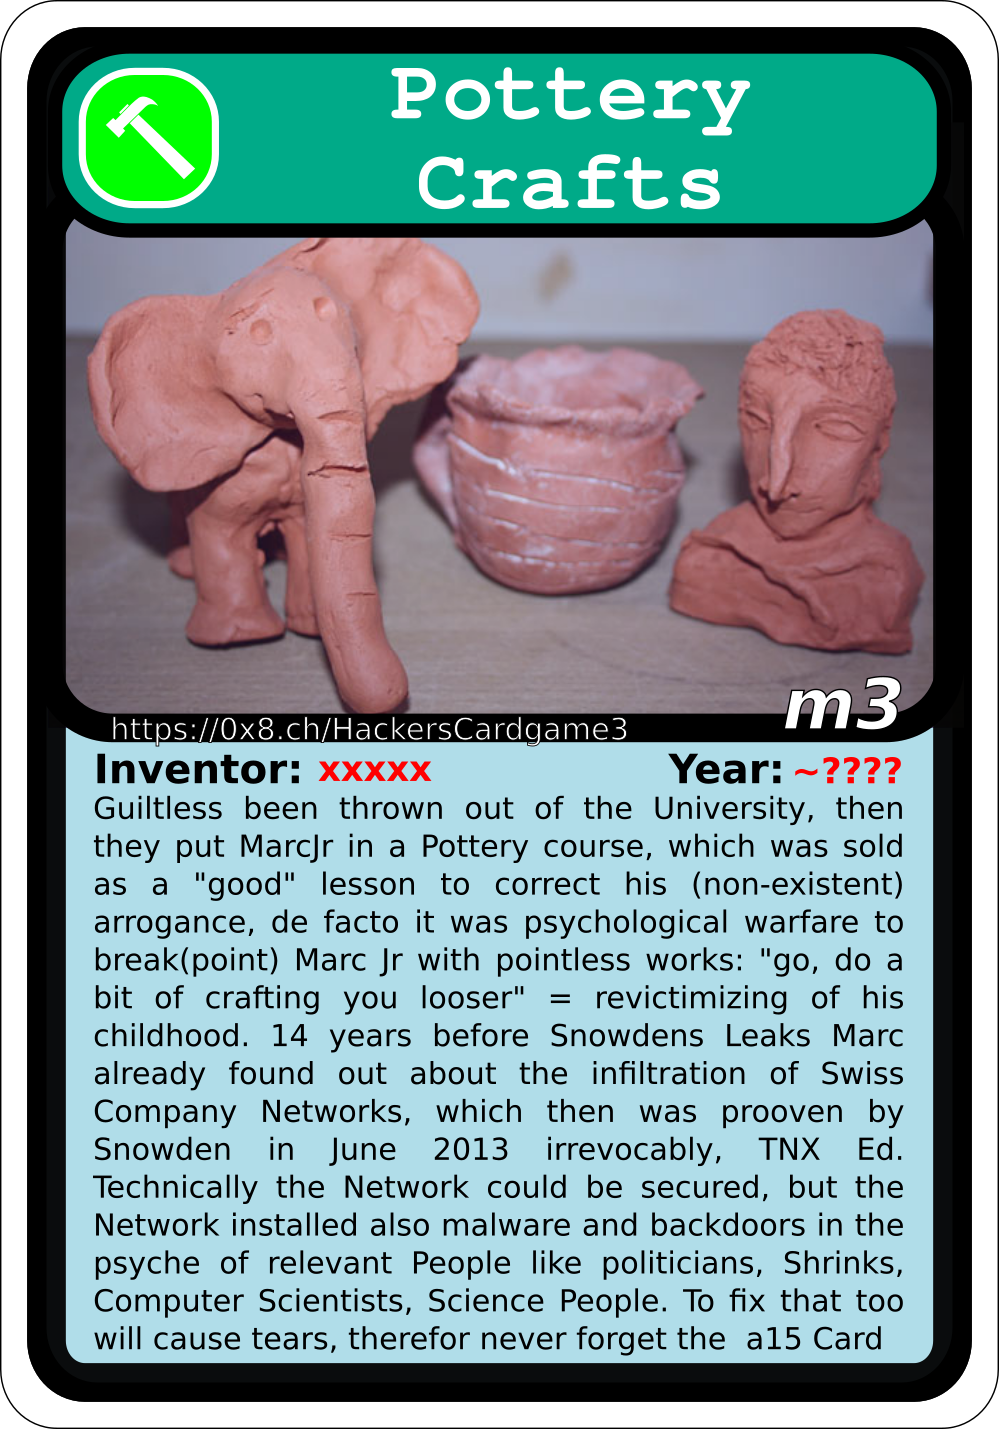 Pottery
Crafts
m3
https://0x8.ch/HackersCardgame3
Inventor: xxxxx Year: ~????
Guiltless been thrown out of the University, then
they put MarcJr in a Pottery course, which was sold
as a "good" lesson to correct his (non-existent)
arrogance, de facto it was psychological warfare to
break(point) Marc Jr with pointless works: "go, do a
bit of crafting you looser" = revictimizing of his
childhood. 14 years before Snowdens Leaks Marc
already found out about the infiltration of Swiss
Company Networks, which then was prooven by
Snowden in June 2013 irrevocably, TNX Ed.
Technically the Network could be secured, but the
Network installed also malware and backdoors in the
psyche of relevant People like politicians, Shrinks,
Computer Scientists, Science People. To fix that too
will cause tears, therefor never forget the  a15 Card